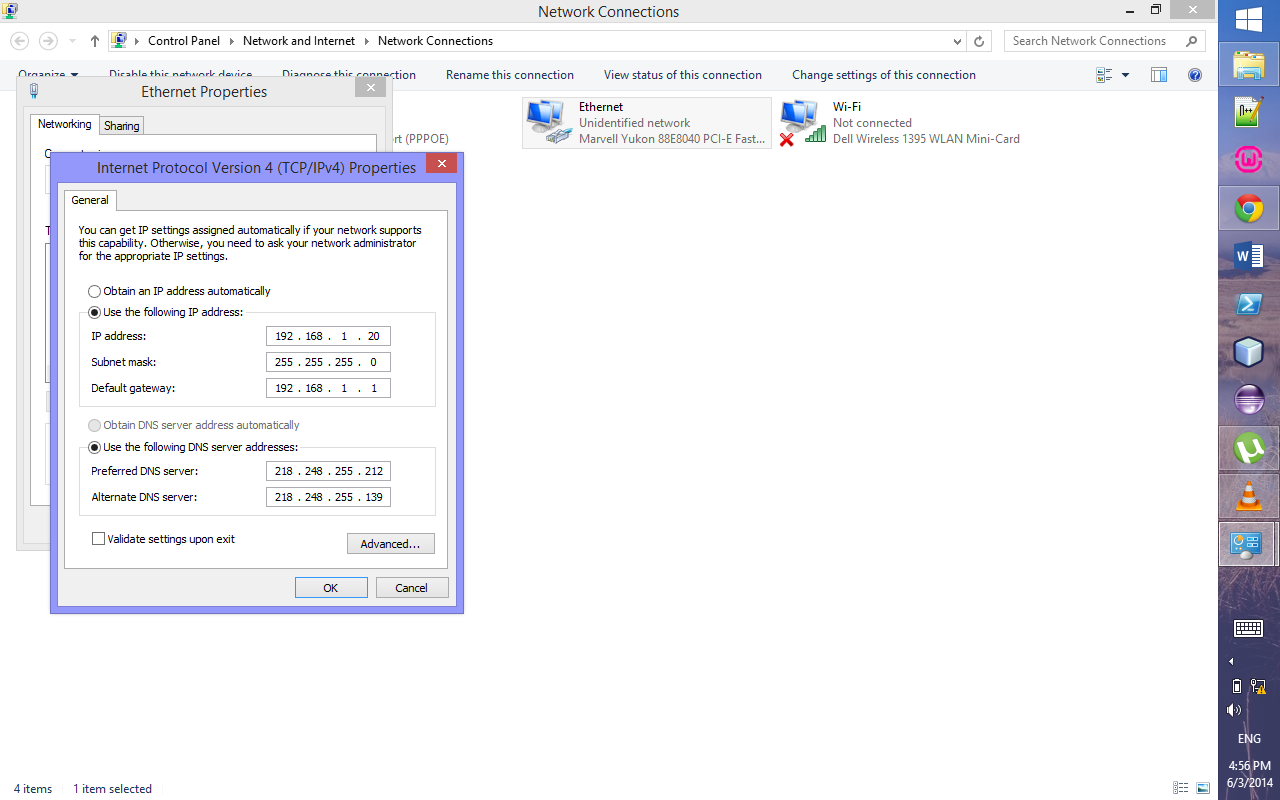 Network Connections
Control Panel Network and Internet Network Connections
Search Network Connections
Organize Disable this network device Diagnose this connection Rename this connection View status of this connection Change settings of this connection
Ethernet Properties
Networking Sharing
(PPPOE)
Ethernet
Unidentified network
Marvell Yukon 88E8040 PCI-E Fast...
Wi-Fi
Not connected
Dell Wireless 1395 WLAN Mini-Card
Internet Protocol Version 4 (TCP/IPv4) Properties
General
You can get IP settings assigned automatically if your network supports
this capability. Otherwise, you need to ask your network administrator
for the appropriate IP settings.
Obtain an IP address automatically
Use the following IP address:
IP address: 192 . 168 . 1 . 20
Subnet mask: 255 . 255 . 255 . 0
Default gateway: 192 . 168 . 1 . 1
Obtain DNS server address automatically
Use the following DNS server addresses:
Preferred DNS server: 218 . 248 . 255 . 212
Alternate DNS server: 218 . 248 . 255 . 139
Validate settings upon exit
Advanced...
OK Cancel
4 items 1 item selected
ENG
4:56 PM
6/3/2014